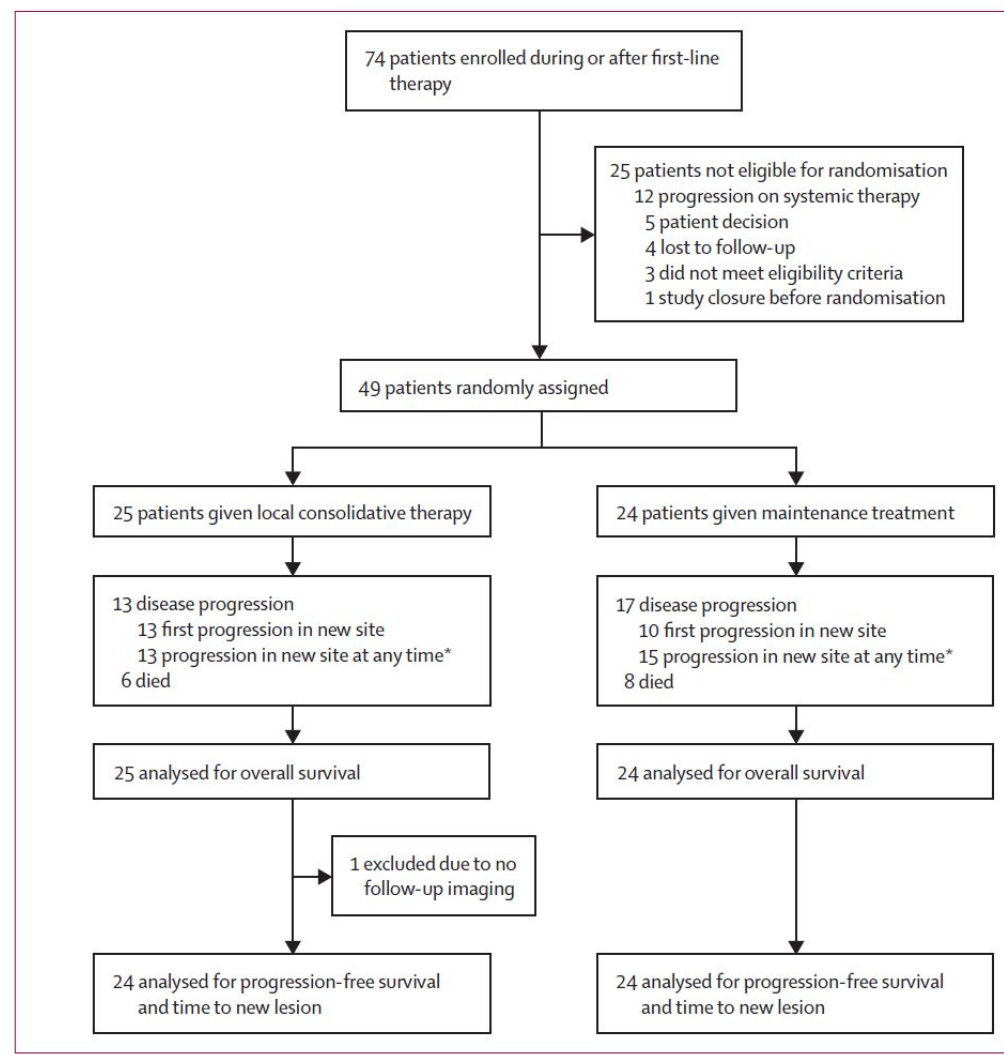 74 patients enrolled during or after first-line
therapy
25 patients not eligible for randomisation
12 progression on systemic therapy
5 patient decision
4 lost to follow-up
3 did not meet eligibility criteria
1 study closure before randomisation
49 patients randomly assigned
25 patients given local consolidative therapy
24 patients given maintenance treatment
13 disease progression
13 first progression in new site
13 progression in new site at any time*
6 died
17 disease progression
10 first progression in new site
15 progression in new site at any time*
8 died
25 analysed for overall survival
24 analysed for overall survival
1 excluded due to no
follow-up imaging
24 analysed for progression-free survival
and time to new lesion
24 analysed for progression-free survival
and time to new lesion